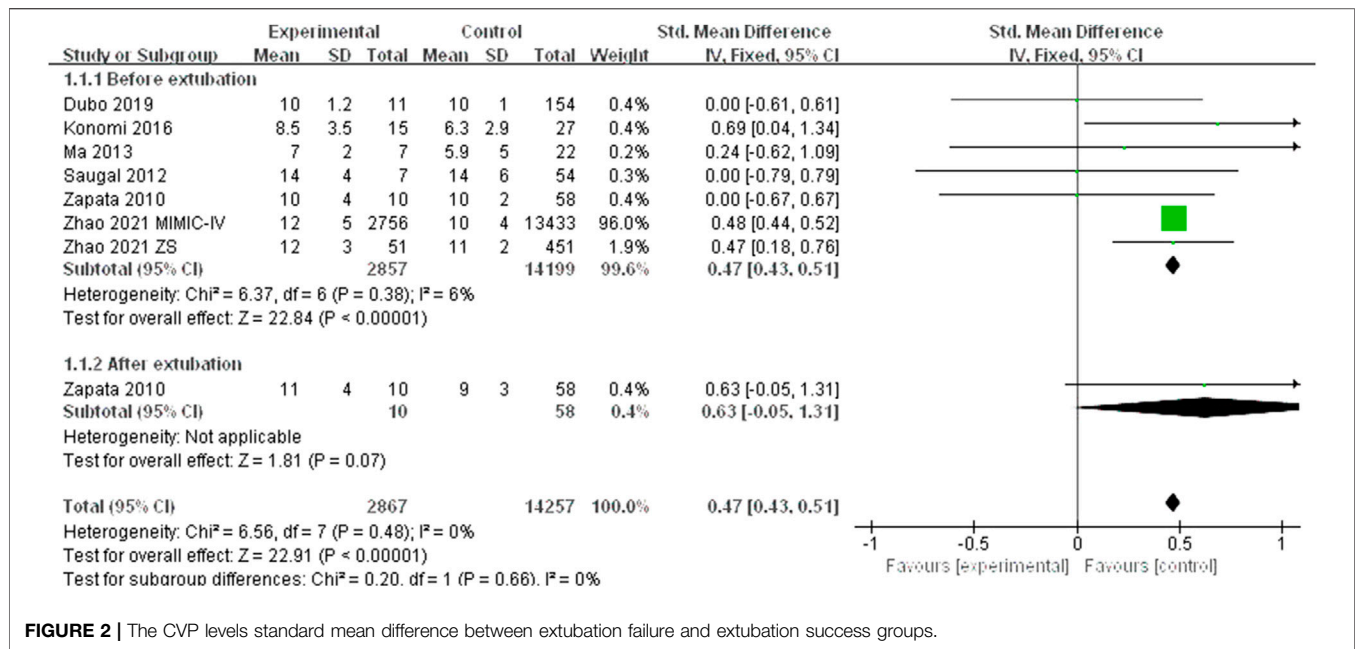 Experimental Control Std. Mean Difference Std. Mean Difference
Study or Subgroup Mean SD Total Mean SD Total Weight IV, Fixed, 95% CI IV, Fixed, 95% CI
1.1.1 Before extubation
Dubo 2019 10 1.2 11 10 1 154 0.4% 0.00 [-0.61, 0.61]
Konomi 2016 8.5 3.5 15 6.3 2.9 27 0.4% 0.69 [0.04, 1.34]
Ma 2013 7 2 7 5.9 5 22 0.2% 0.24 [-0.62, 1.09]
Saugal 2012 14 4 7 14 6 54 0.3% 0.00 [-0.79, 0.79]
Zapata 2010 10 4 10 10 2 58 0.4% 0.00 [-0.67, 0.67]
Zhao 2021 MIMIC-IV 12 5 2756 10 4 13433 96.0% 0.48 [0.44, 0.52]
Zhao 2021 ZS 12 3 51 11 2 451 1.9% 0.47 [0.18, 0.76]
Subtotal (95% CI) 2857 14199 99.6% 0.47 [0.43, 0.51]
Heterogeneity: Chi² = 6.37, df = 6 (P = 0.38); I² = 6%
Test for overall effect: Z = 22.84 (P < 0.00001)
1.1.2 After extubation
Zapata 2010 11 4 10 9 3 58 0.4% 0.63 [-0.05, 1.31]
Subtotal (95% CI) 10 58 0.4% 0.63 [-0.05, 1.31]
Heterogeneity: Not applicable
Test for overall effect: Z = 1.81 (P = 0.07)
Total (95% CI) 2867 14257 100.0% 0.47 [0.43, 0.51]
Heterogeneity: Chi² = 6.56, df = 7 (P = 0.48); I² = 0%
Test for overall effect: Z = 22.91 (P < 0.00001)
Test for subgroup differences: Chi² = 0.20, df = 1 (P = 0.66), I² = 0%
-1 -0.5 0 0.5 1
Favours [experimental] Favours [control]
FIGURE 2 | The CVP levels standard mean difference between extubation failure and extubation success groups.